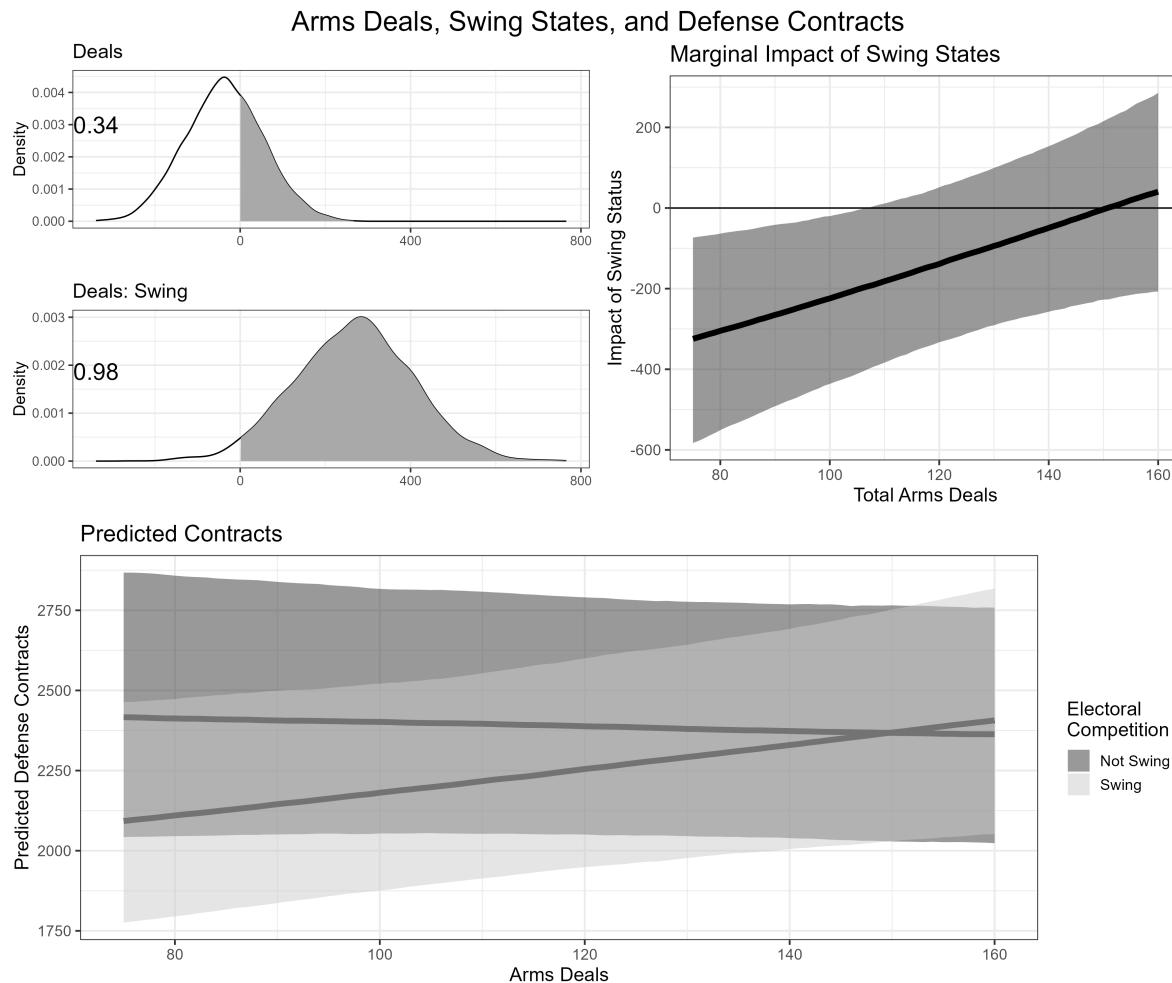 Arms Deals, Swing States, and Defense Contracts
Deals
Density
0.004
0.003
0.002
0.001
0.000
0.34
0
400
800
Deals: Swing
Density
0.003
0.002
0.001
0.000
0.98
0
400
800
Marginal Impact of Swing States
Impact of Swing Status
200
0
-200
-400
-600
80
100
120
140
160
Total Arms Deals
Predicted Contracts
Predicted Defense Contracts
2750
2500
2250
2000
1750
80
100
120
140
160
Arms Deals
Electoral
Competition
Not Swing
Swing